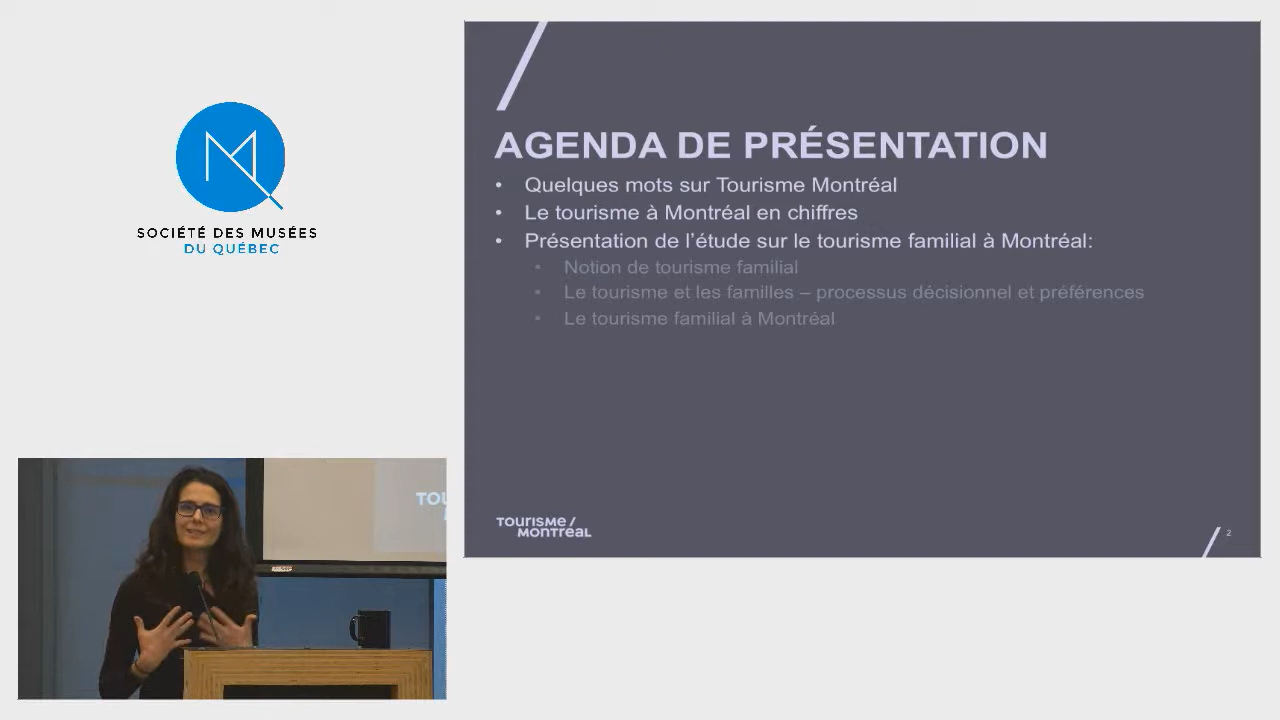 SOCIÉTÉ DES MUSÉES
DU QUÉBEC
AGENDA DE PRÉSENTATION
• Quelques mots sur Tourisme Montréal
• Le tourisme à Montréal en chiffres
• Présentation de l’étude sur le tourisme familial à Montréal:
• Notion de tourisme familial
• Le tourisme et les familles – processus décisionnel et préférences
• Le tourisme familial à Montréal
TOURISME /
MONTRÉAL
2
TOU